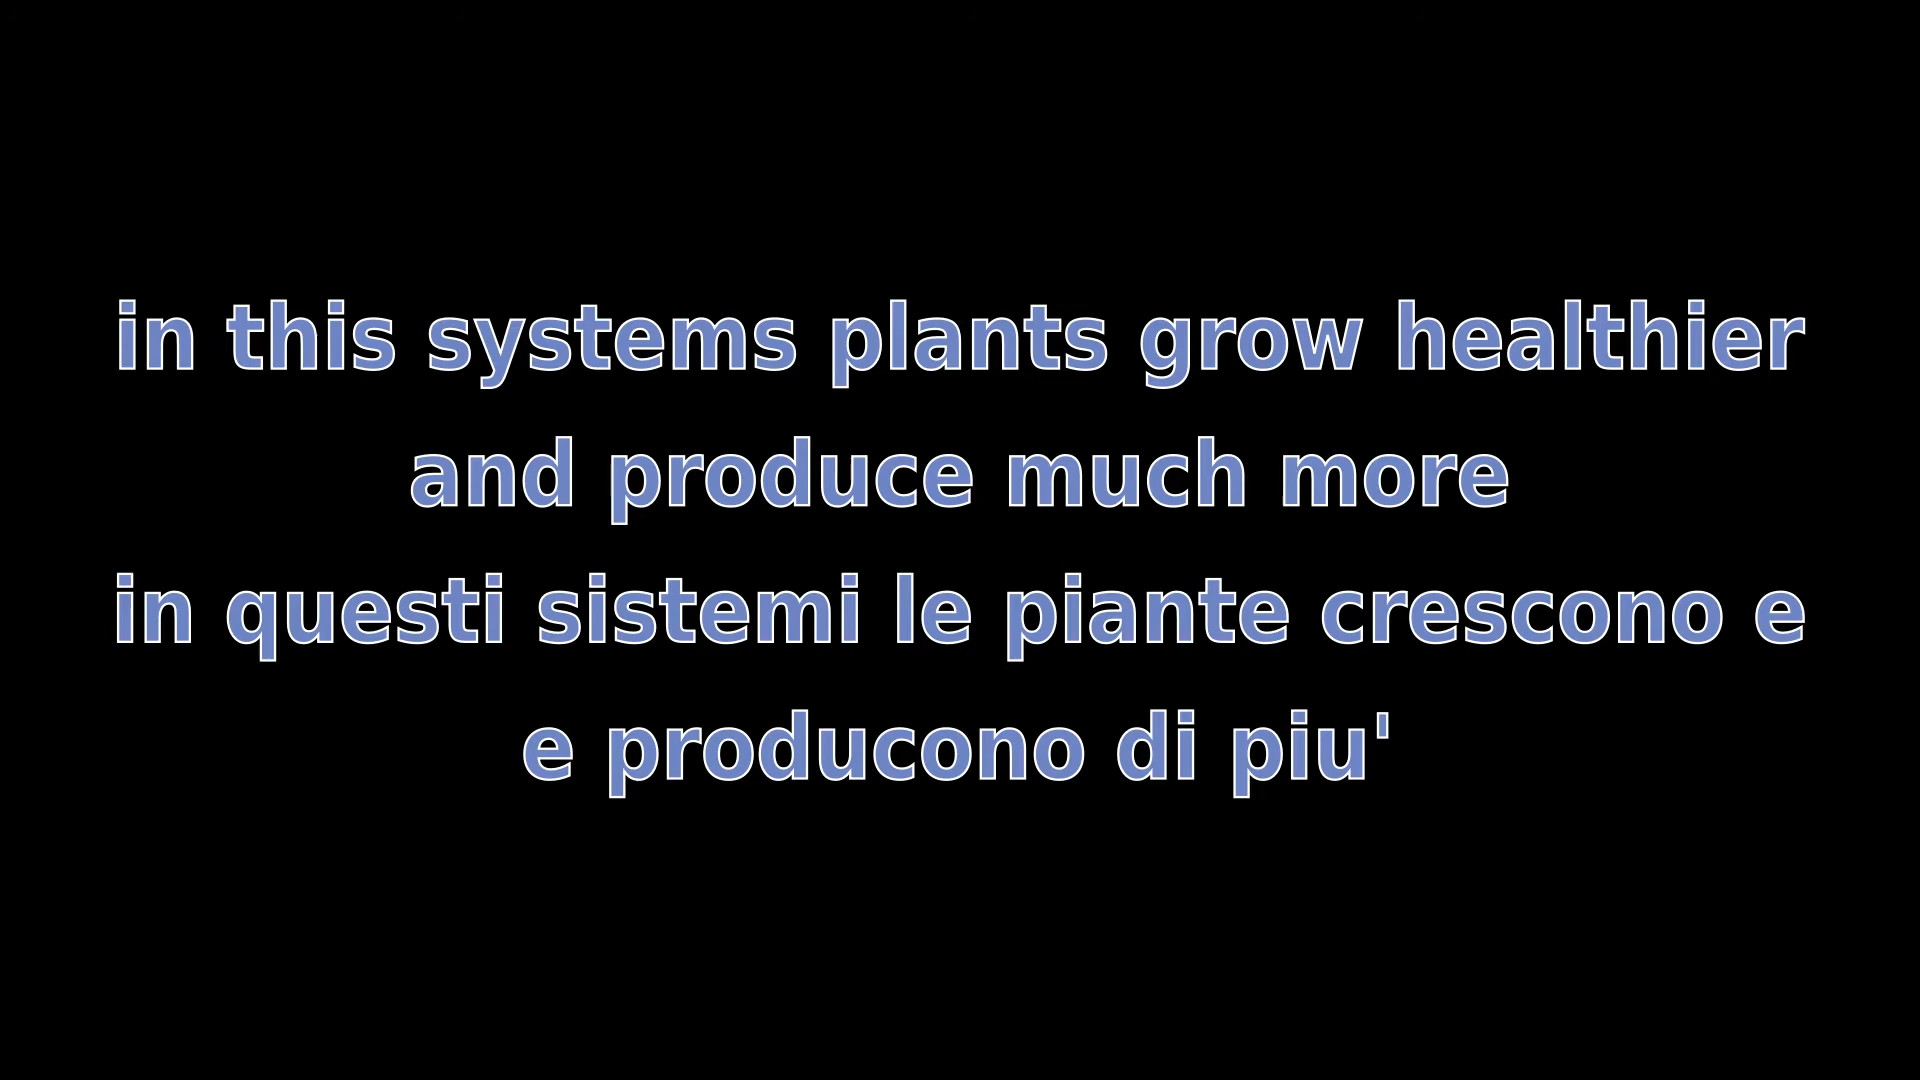 in this systems plants grow healthier
and produce much more
in questi sistemi le piante crescono e
e producono di piu'